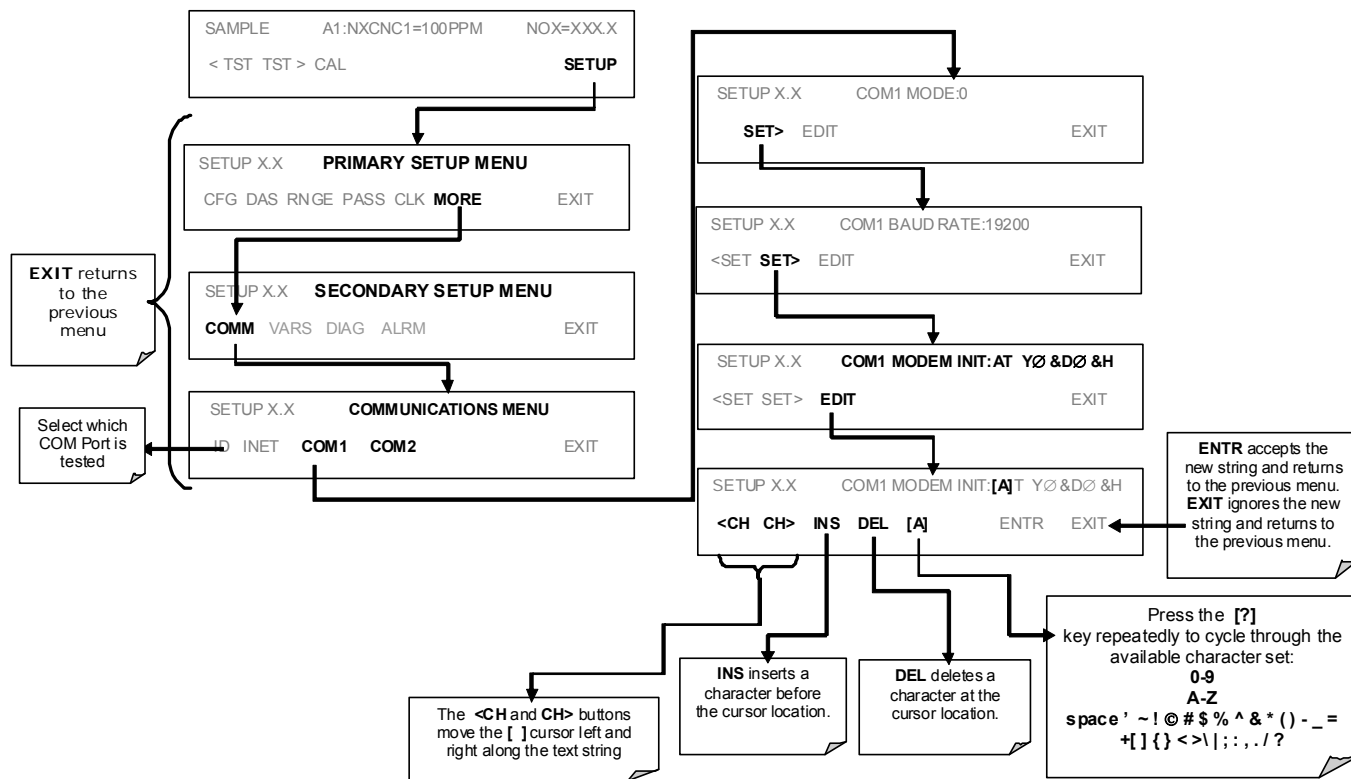 SAMPLE A1:NXCNC1=100PPM NOX=XXX.X
< TST TST > CAL SETUP
SETUP X.X PRIMARY SETUP MENU
CFG DAS RNGE PASS CLK MORE EXIT
EXIT returns
to the
previous
menu
SETUP X.X SECONDARY SETUP MENU
COMM VARS DIAG ALRM EXIT
Select which
COM Port is
tested
SETUP X.X COMMUNICATIONS MENU
ID INET COM1 COM2 EXIT
SETUP X.X COM1 MODE:0
SET> EDIT EXIT
SETUP X.X COM1 BAUD RATE:19200
<SET SET> EDIT EXIT
SETUP X.X COM1 MODEM INIT:AT YØ &DØ &H
<SET SET> EDIT EXIT
SETUP X.X COM1 MODEM INIT:[A]T YØ &DØ &H
<CH CH> INS DEL [A] ENTR EXIT
ENTR accepts the
new string and returns
to the previous menu.
EXIT ignores the new
string and returns to
the previous menu.
The <CH and CH> buttons
move the [ ] cursor left and
right along the text string
INS inserts a
character before
the cursor location.
DEL deletes a
character at the
cursor location.
Press the [?]
key repeatedly to cycle through the
available character set:
0-9
A-Z
space ' ~ ! © # $ % ^ & * ( ) - _ =
+[ ] { } < >\ | ; : , . / ?